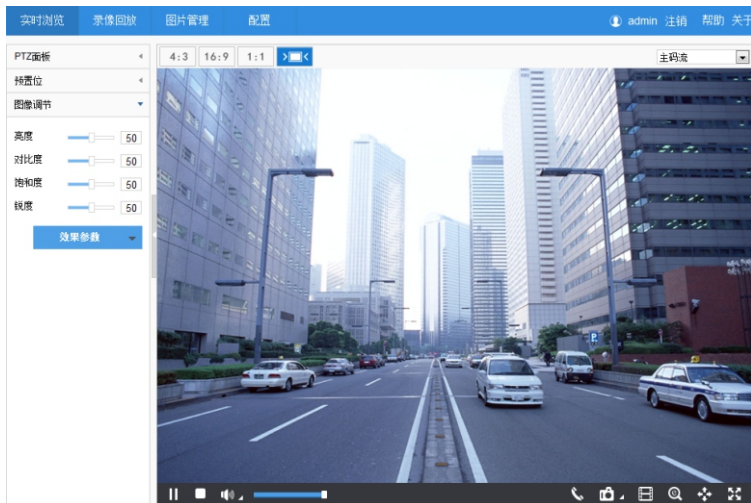 实时浏览 录像回放 图片管理 配置 admin 注销 帮助 关于
PTZ面板 4:3 16:9 1:1 主码流
预置位
图像调节
亮度 50
对比度 50
饱和度 50
锐度 50
效果参数
P